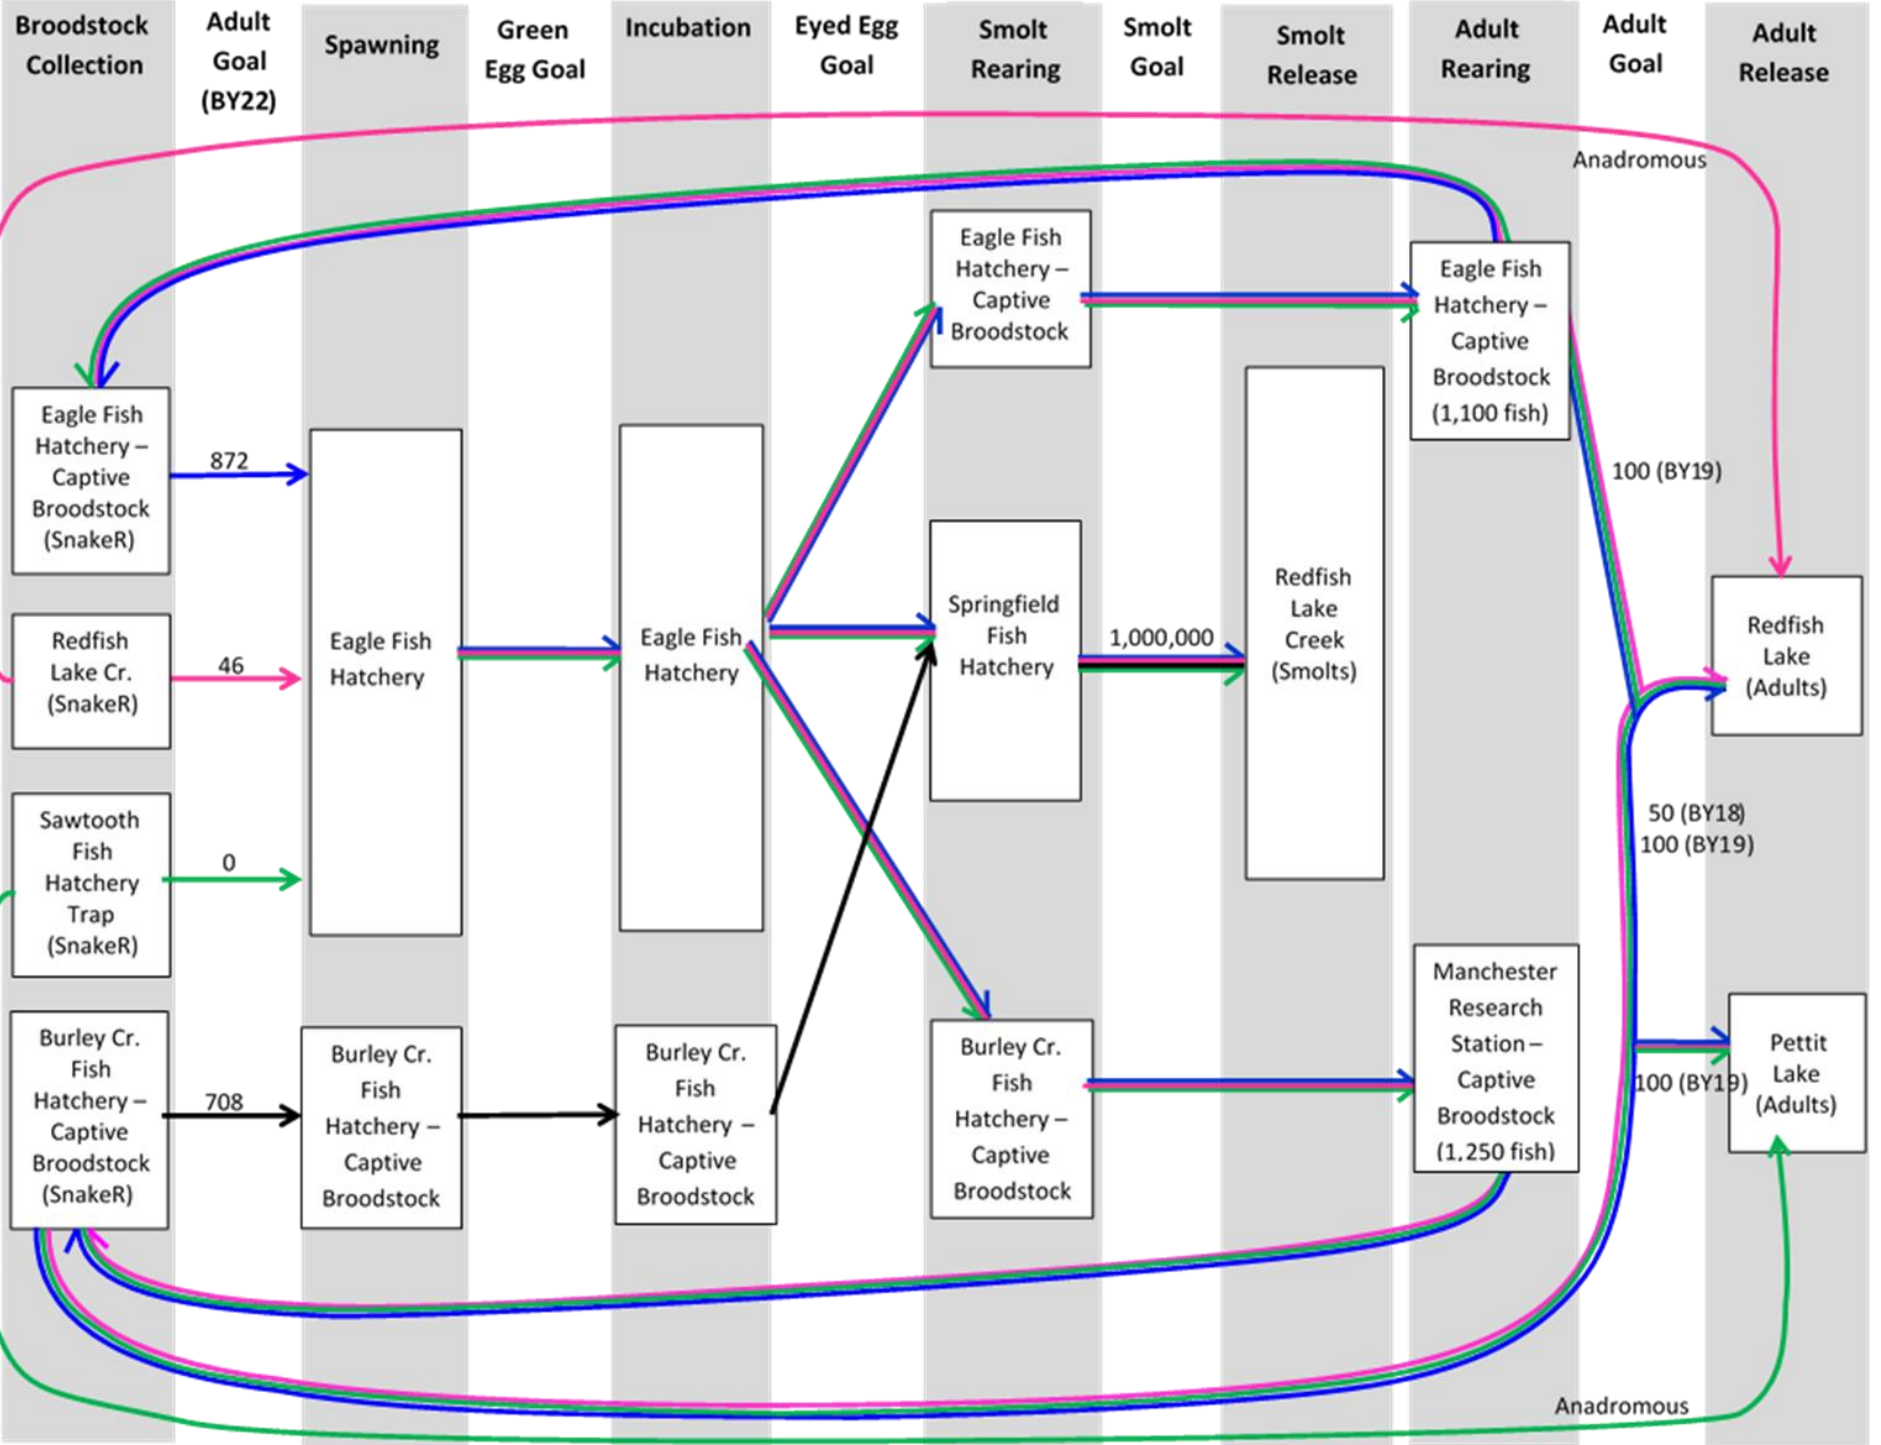 Broodstock
Collection
Adult
Goal
(BY22)
Spawning
Green
Egg Goal
Incubation
Eyed Egg
Goal
Smolt
Rearing
Smolt
Goal
Smolt
Release
Adult
Rearing
Adult
Goal
Adult
Release
Anadromous
Eagle Fish
Hatchery –
Captive
Broodstock
(SnakeR)
872
Redfish
Lake Cr.
(SnakeR)
46
Sawtooth
Fish
Hatchery
Trap
(SnakeR)
0
Burley Cr.
Fish
Hatchery –
Captive
Broodstock
(SnakeR)
708
Eagle Fish
Hatchery
Burley Cr.
Fish
Hatchery –
Captive
Broodstock
Eagle Fish
Hatchery
Burley Cr.
Fish
Hatchery –
Captive
Broodstock
Eagle Fish
Hatchery –
Captive
Broodstock
Springfield
Fish
Hatchery
Burley Cr.
Fish
Hatchery –
Captive
Broodstock
1,000,000
Redfish
Lake
Creek
(Smolts)
Eagle Fish
Hatchery –
Captive
Broodstock
(1,100 fish)
Manchester
Research
Station –
Captive
Broodstock
(1,250 fish)
100 (BY19)
50 (BY18)
100 (BY19)
100 (BY19)
Redfish
Lake
(Adults)
Pettit
Lake
(Adults)
Anadromous